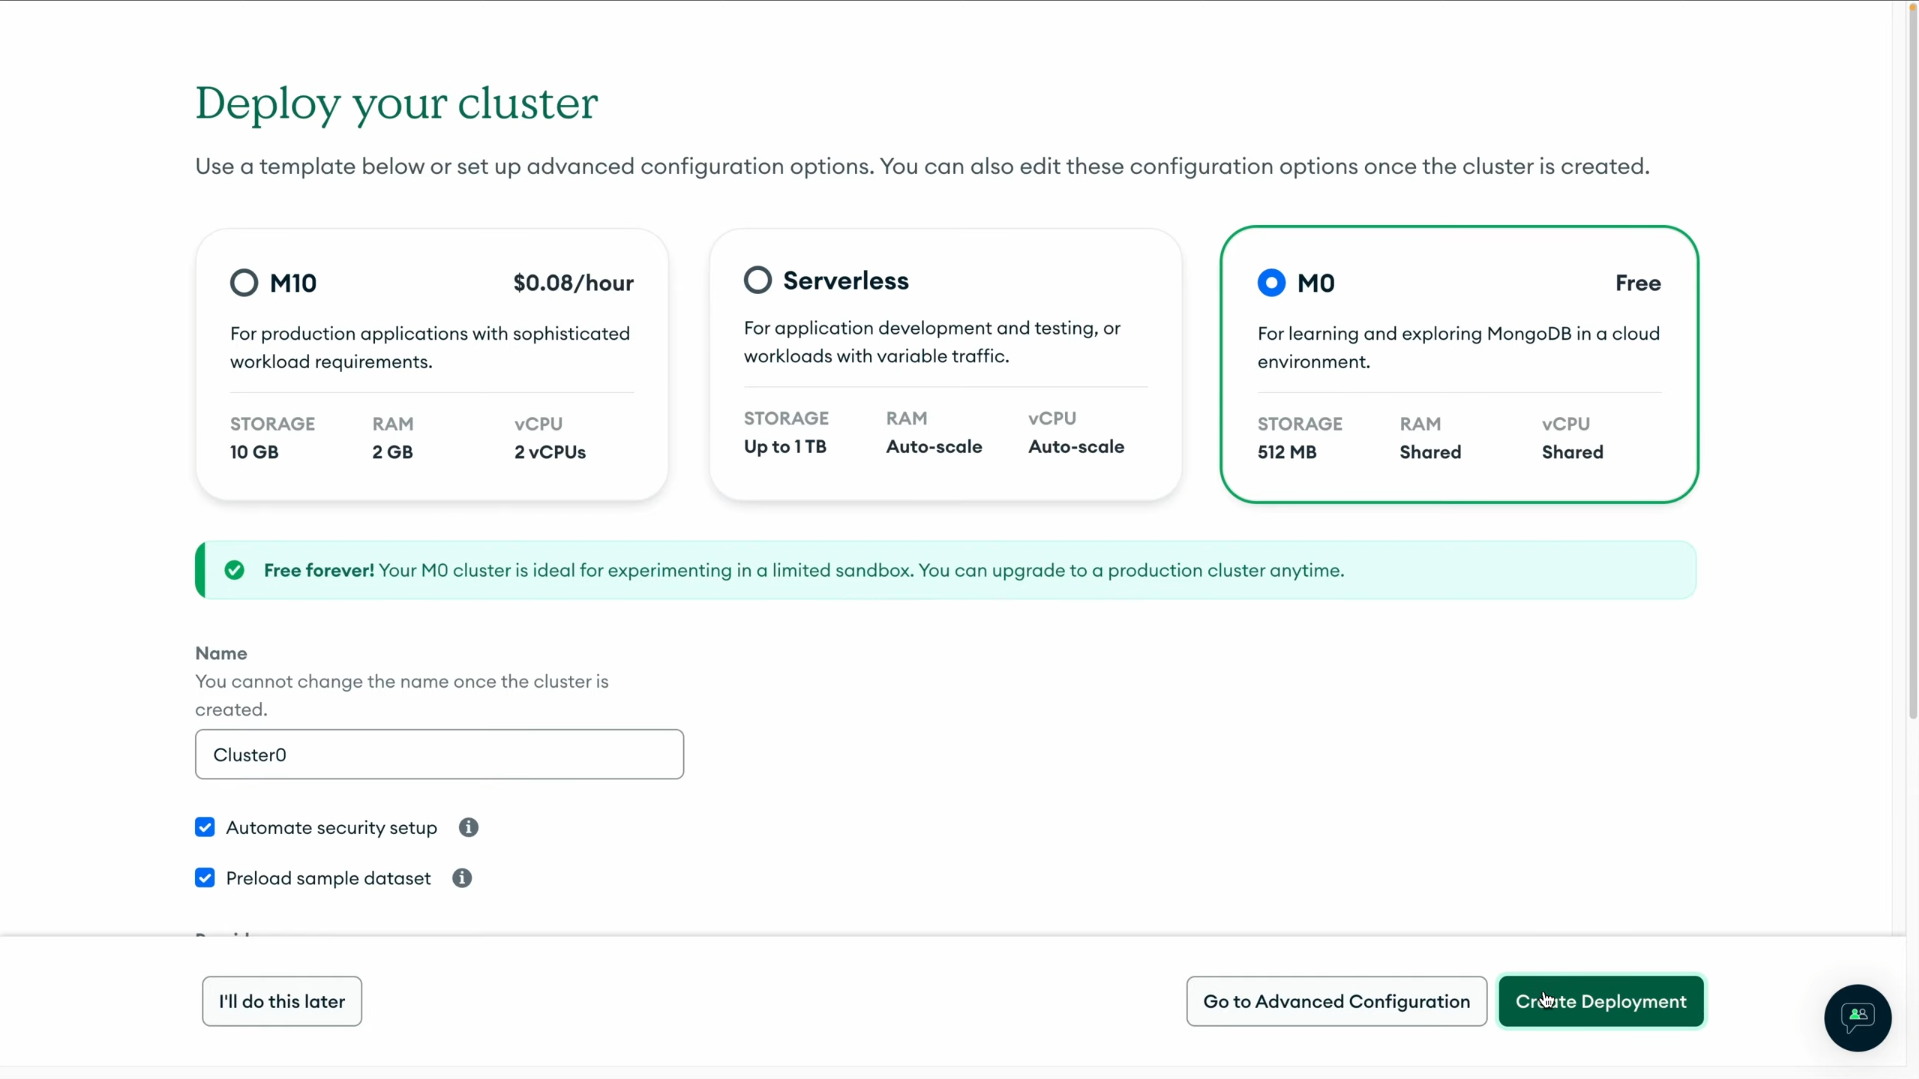 Deploy your cluster
Use a template below or set up advanced configuration options. You can also edit these configuration options once the cluster is created.
M10
$0.08/hour
For production applications with sophisticated
workload requirements.
STORAGE RAM vCPU
10 GB 2 GB 2 vCPUs
Serverless
For application development and testing, or
workloads with variable traffic.
STORAGE RAM vCPU
Up to 1 TB Auto-scale Auto-scale
M0
Free
For learning and exploring MongoDB in a cloud
environment.
STORAGE RAM vCPU
512 MB Shared Shared
Free forever! Your M0 cluster is ideal for experimenting in a limited sandbox. You can upgrade to a production cluster anytime.
Name
You cannot change the name once the cluster is
created.
Cluster0
Automate security setup
Preload sample dataset
I'll do this later
Go to Advanced Configuration
Create Deployment